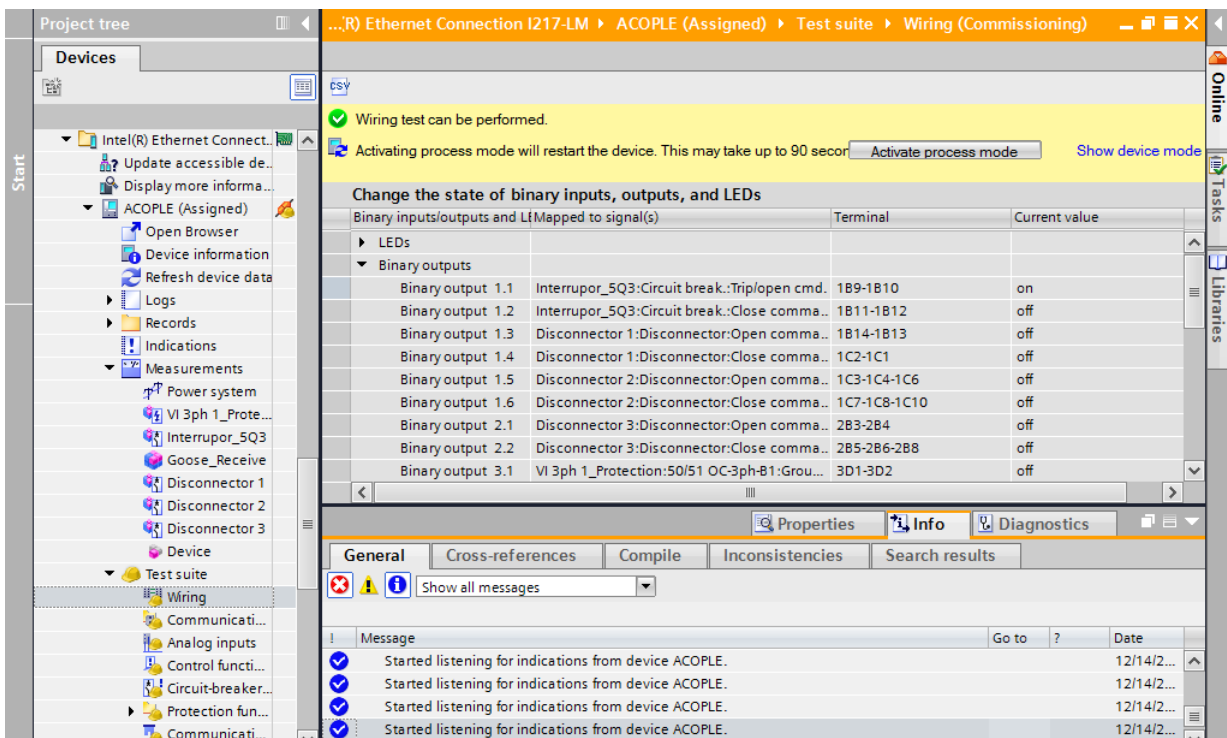 Project tree
...;R) Ethernet Connection I217-LM ▸ ACOPLE (Assigned) ▸ Test suite ▸ Wiring (Commissioning)
Devices
Start
Intel(R) Ethernet Connect..
Update accessible de..
Display more informa...
ACOPLE (Assigned)
Open Browser
Device information
Refresh device data
Logs
Records
Indications
Measurements
Power system
VI 3ph 1_Prote...
Interrupor_5Q3
Goose_Receive
Disconnector 1
Disconnector 2
Disconnector 3
Device
Test suite
Wiring
Communicati...
Analog inputs
Control functi...
Circuit-breaker...
Protection fun...
Communicati...
CSV
Wiring test can be performed.
Activating process mode will restart the device. This may take up to 90 secon Activate process mode Show device mode
Change the state of binary inputs, outputs, and LEDs
Binary inputs/outputs and LE Mapped to signal(s) Terminal Current value
LEDs
Binary outputs
Binary output 1.1 Interrupor_5Q3:Circuit break.:Trip/open cmd. 1B9-1B10 on
Binary output 1.2 Interrupor_5Q3:Circuit break.:Close comma.. 1B11-1B12 off
Binary output 1.3 Disconnector 1:Disconnector:Open comma.. 1B14-1B13 off
Binary output 1.4 Disconnector 1:Disconnector:Close comma.. 1C2-1C1 off
Binary output 1.5 Disconnector 2:Disconnector:Open comma.. 1C3-1C4-1C6 off
Binary output 1.6 Disconnector 2:Disconnector:Close comma.. 1C7-1C8-1C10 off
Binary output 2.1 Disconnector 3:Disconnector:Open comma.. 2B3-2B4 off
Binary output 2.2 Disconnector 3:Disconnector:Close comma.. 2B5-2B6-2B8 off
Binary output 3.1 VI 3ph 1_Protection:50/51 OC-3ph-B1:Grou... 3D1-3D2 off
Properties Info Diagnostics
General Cross-references Compile Inconsistencies Search results
Show all messages
! Message Go to ? Date
Started listening for indications from device ACOPLE. 12/14/2...
Started listening for indications from device ACOPLE. 12/14/2...
Started listening for indications from device ACOPLE. 12/14/2...
Started listening for indications from device ACOPLE. 12/14/2...
Online
Tasks
Libraries